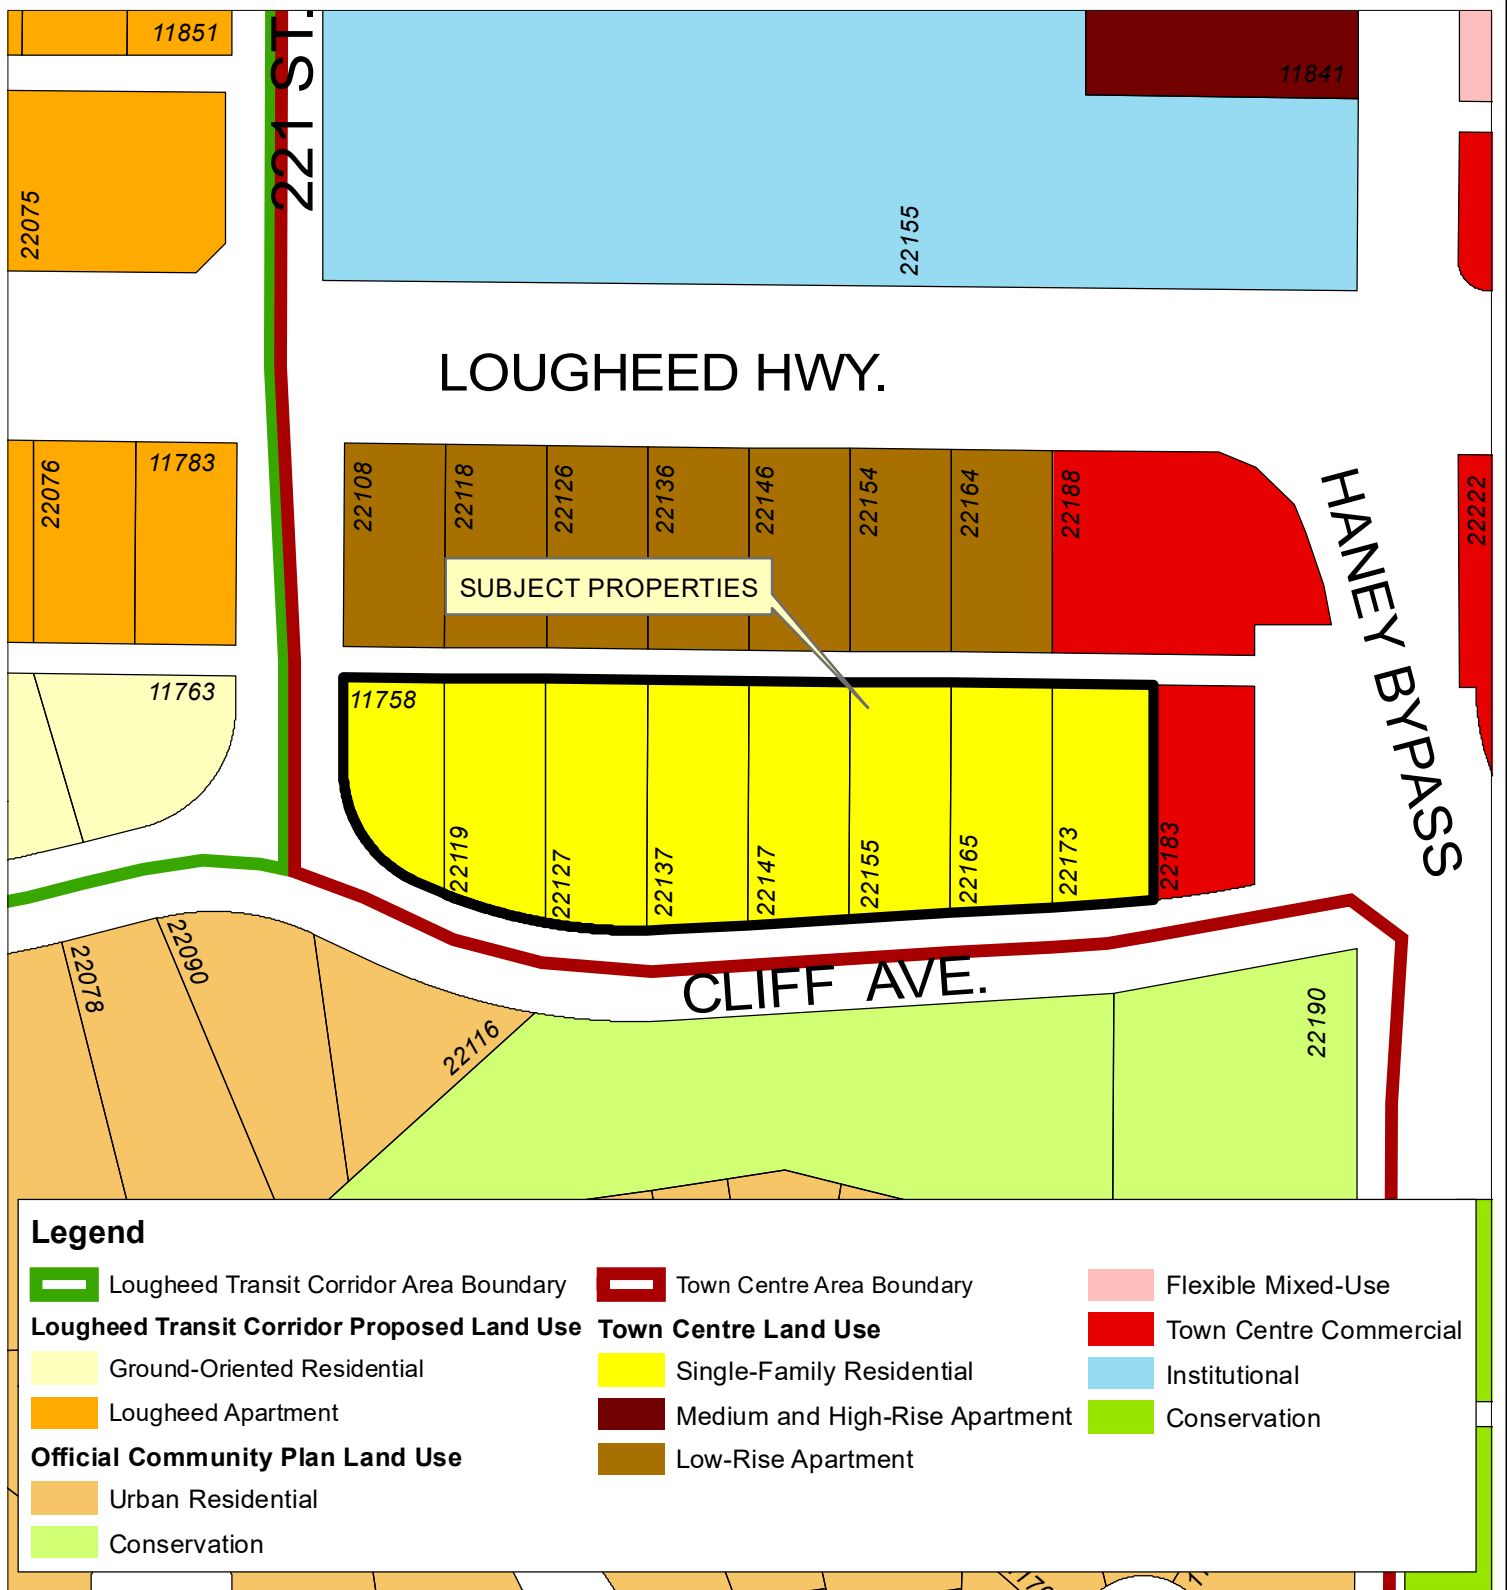 11851
221 ST.
11841
22075
22155
LOUGHEED HWY.
22076
11783
22108
22118
22126
22136
22146
22154
22164
22188
22222
HANEY BYPASS
SUBJECT PROPERTIES
11763
11758
22119
22127
22137
22147
22155
22165
22173
22183
22078
22090
22116
CLIFF AVE.
22190
Legend
Lougheed Transit Corridor Area Boundary
Lougheed Transit Corridor Proposed Land Use
Ground-Oriented Residential
Lougheed Apartment
Official Community Plan Land Use
Urban Residential
Conservation
Town Centre Area Boundary
Town Centre Land Use
Single-Family Residential
Medium and High-Rise Apartment
Low-Rise Apartment
Flexible Mixed-Use
Town Centre Commercial
Institutional
Conservation